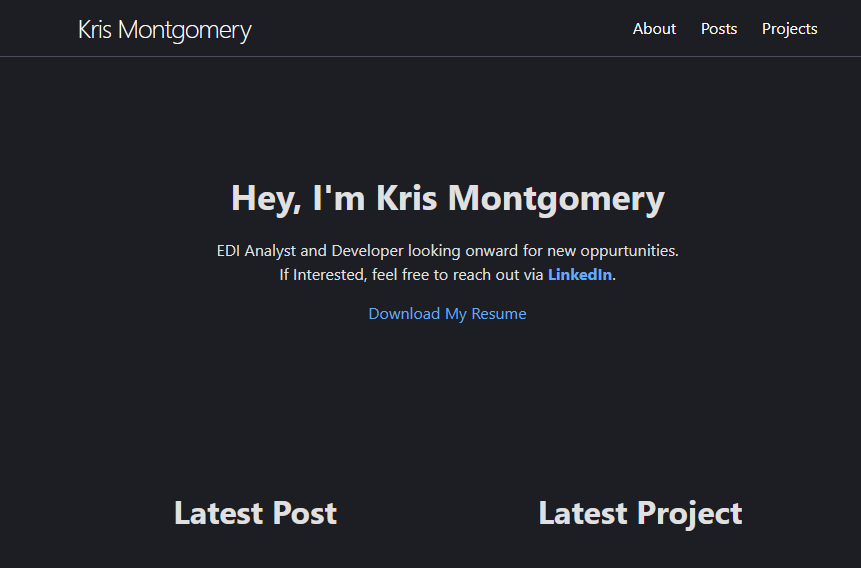 Kris Montgomery
About Posts Projects
Hey, I'm Kris Montgomery
EDI Analyst and Developer looking onward for new oppurtunities.
If Interested, feel free to reach out via LinkedIn.
Download My Resume
Latest Post
Latest Project